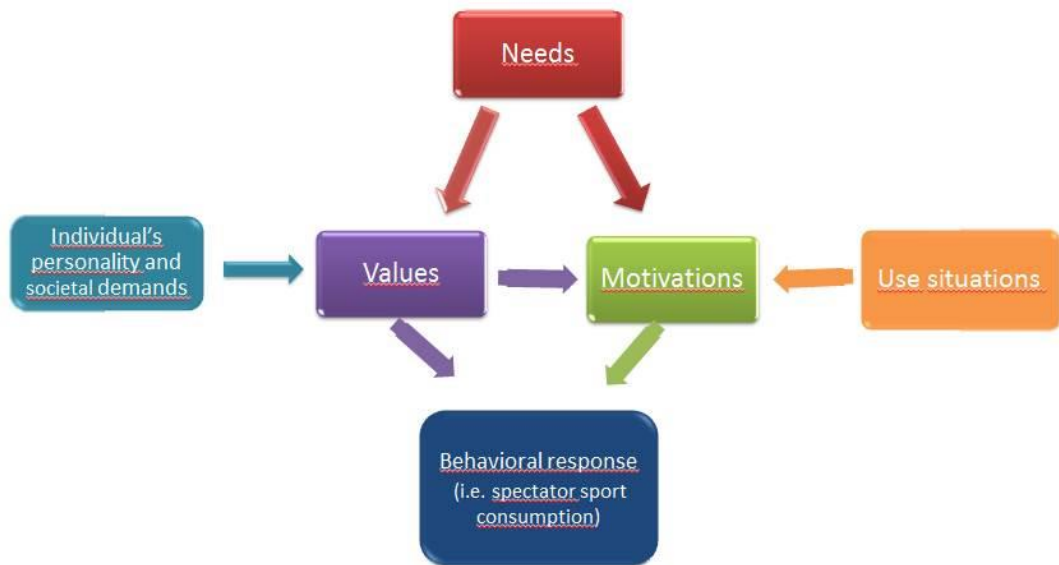 Needs
Individual's
personality and
societal demands
Values
Motivations
Use situations
Behavioral response
(i.e. spectator sport
consumption)